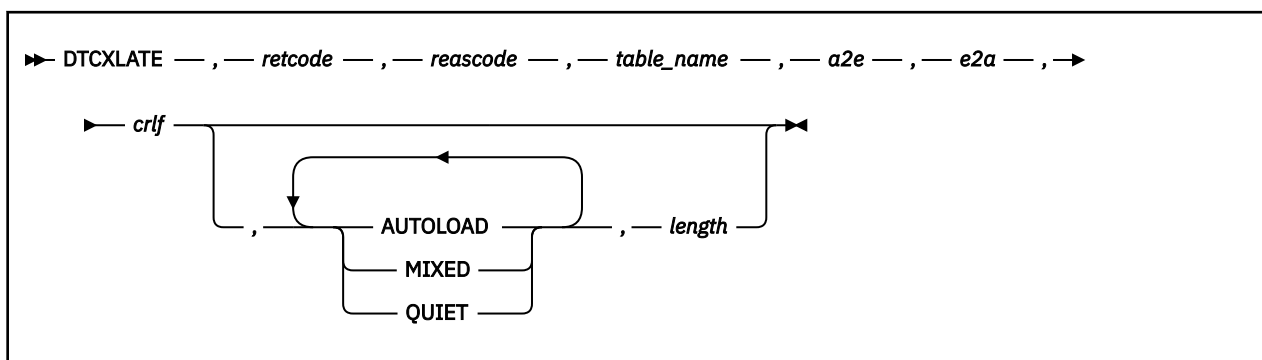 DTCXLATE , retcode , reascode , table_name , a2e , e2a ,
crlf
, AUTOLOAD , length
MIXED
QUIET